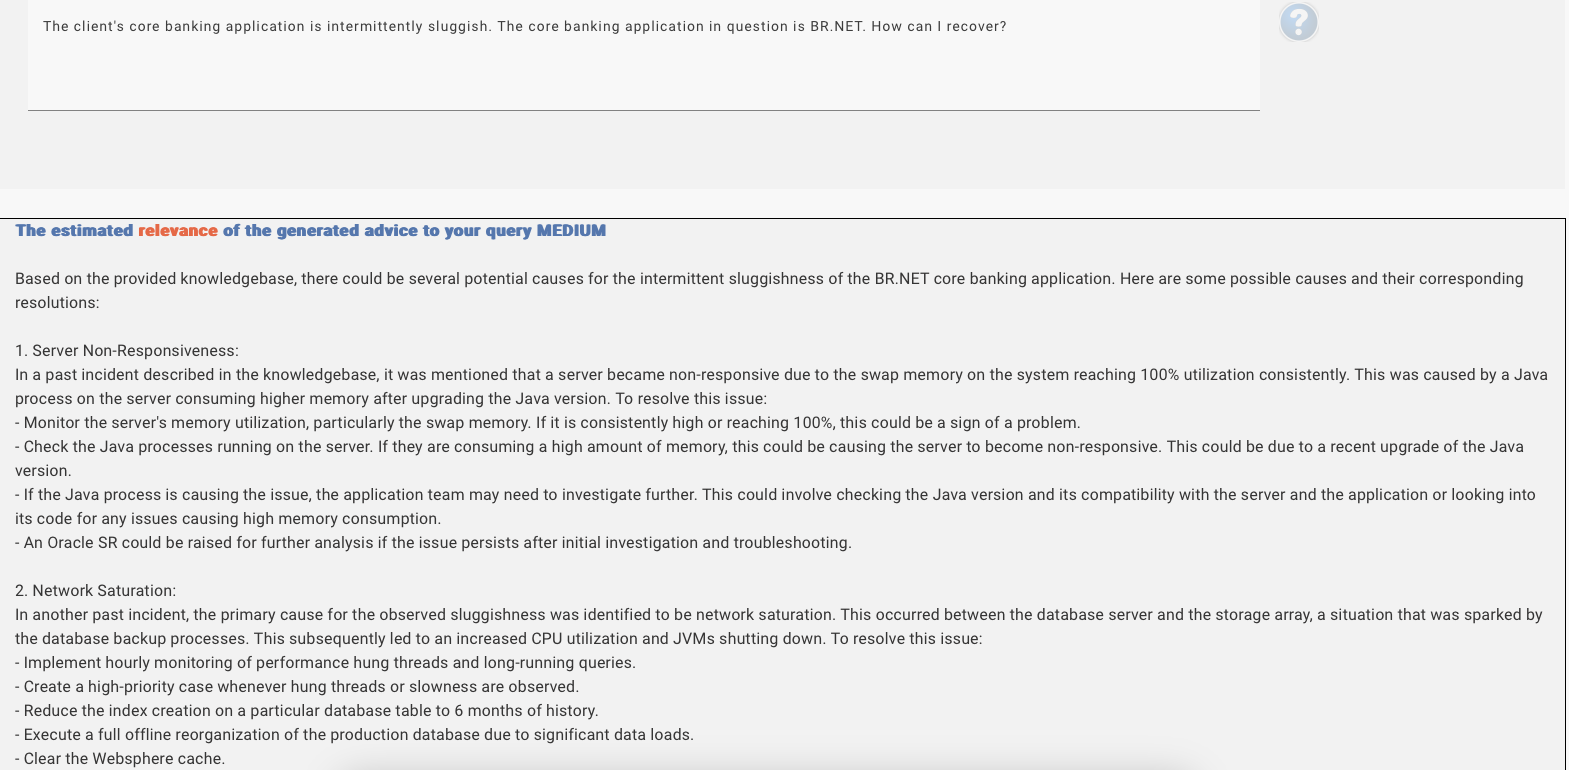 The client's core banking application is intermittently sluggish. The core banking application in question is BR.NET. How can I recover?
?
The estimated relevance of the generated advice to your query MEDIUM
Based on the provided knowledgebase, there could be several potential causes for the intermittent sluggishness of the BR.NET core banking application. Here are some possible causes and their corresponding
resolutions:
1. Server Non-Responsiveness:
In a past incident described in the knowledgebase, it was mentioned that a server became non-responsive due to the swap memory on the system reaching 100% utilization consistently. This was caused by a Java
process on the server consuming higher memory after upgrading the Java version. To resolve this issue:
- Monitor the server's memory utilization, particularly the swap memory. If it is consistently high or reaching 100%, this could be a sign of a problem.
- Check the Java processes running on the server. If they are consuming a high amount of memory, this could be causing the server to become non-responsive. This could be due to a recent upgrade of the Java
version.
- If the Java process is causing the issue, the application team may need to investigate further. This could involve checking the Java version and its compatibility with the server and the application or looking into
its code for any issues causing high memory consumption.
- An Oracle SR could be raised for further analysis if the issue persists after initial investigation and troubleshooting.
2. Network Saturation:
In another past incident, the primary cause for the observed sluggishness was identified to be network saturation. This occurred between the database server and the storage array, a situation that was sparked by
the database backup processes. This subsequently led to an increased CPU utilization and JVMs shutting down. To resolve this issue:
- Implement hourly monitoring of performance hung threads and long-running queries.
- Create a high-priority case whenever hung threads or slowness are observed.
- Reduce the index creation on a particular database table to 6 months of history.
- Execute a full offline reorganization of the production database due to significant data loads.
- Clear the Websphere cache.